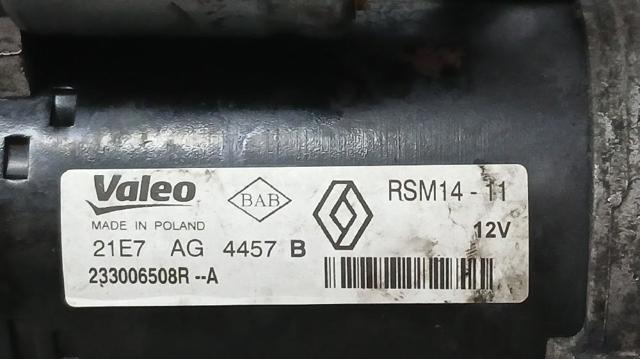 Valeo
MADE IN POLAND
BAB
RSM14 - 11
12V
21E7 AG 4457 B
233006508R --A